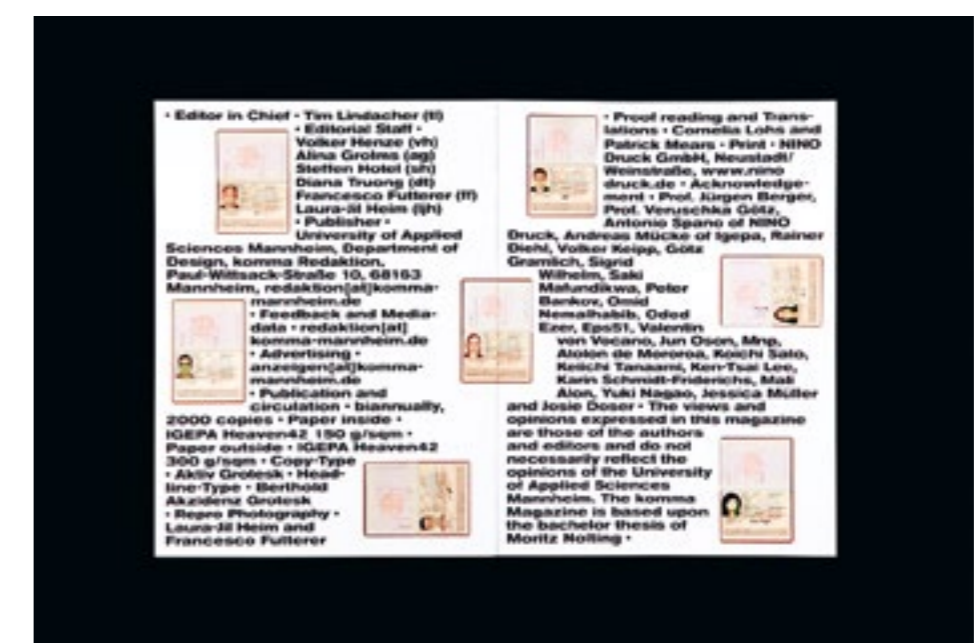 • Editor in Chief • Tim Lindacher (tl)
• Editorial Staff •
Volker Henze (vh)
Alina Grolms (ag)
Steffen Hotel (sh)
Diana Truong (dt)
Francesco Futterer (ff)
Laura-Jil Heim (ljh)
• Publisher •
University of Applied
Sciences Mannheim, Department of
Design, komma Redaktion,
Paul-Wittsack-Straße 10, 68163
Mannheim, redaktion[at]komma-
mannheim.de
• Feedback and Media-
data • redaktion[at]
komma-mannheim.de
• Advertising •
anzeigen[at]komma-
mannheim.de
• Publication and
circulation • biannually,
2000 copies • Paper inside •
IGEPA Heaven42 150 g/sqm •
Paper outside • IGEPA Heaven42
300 g/sqm • Copy-Type
• Aktiv Grotesk • Head-
line-Type • Berthold
Akzidenz Grotesk
• Repro Photography •
Laura-Jil Heim and
Francesco Futterer
• Proof reading and Trans-
lations • Cornelia Lohs and
Patrick Mears • Print • NINO
Druck GmbH, Neustadt/
Weinstraße, www.nino
druck.de • Acknowledge-
ment • Prof. Jürgen Berger,
Prof. Veruschka Götz,
Antonio Spano of NINO
Druck, Andreas Mücke of Igepa, Rainer
Diehl, Volker Keipp, Götz
Gramlich, Sigrid
Wilhelm, Saki
Mafundikwa, Peter
Bankov, Omid
Nemalhabib, Oded
Ezer, Eps51, Valentin
von Vacano, Jun Oson, Mnp,
Alolon de Mororoa, Koichi Sato,
Keiichi Tanaami, Ken-Tsai Lee,
Karin Schmidt-Friderichs, Mali
Alon, Yuki Nagao, Jessica Müller
and Josie Doser • The views and
opinions expressed in this magazine
are those of the authors
and editors and do not
necessarily reflect the
opinions of the University
of Applied Sciences
Mannheim. The komma
Magazine is based upon
the bachelor thesis of
Moritz Nolting •